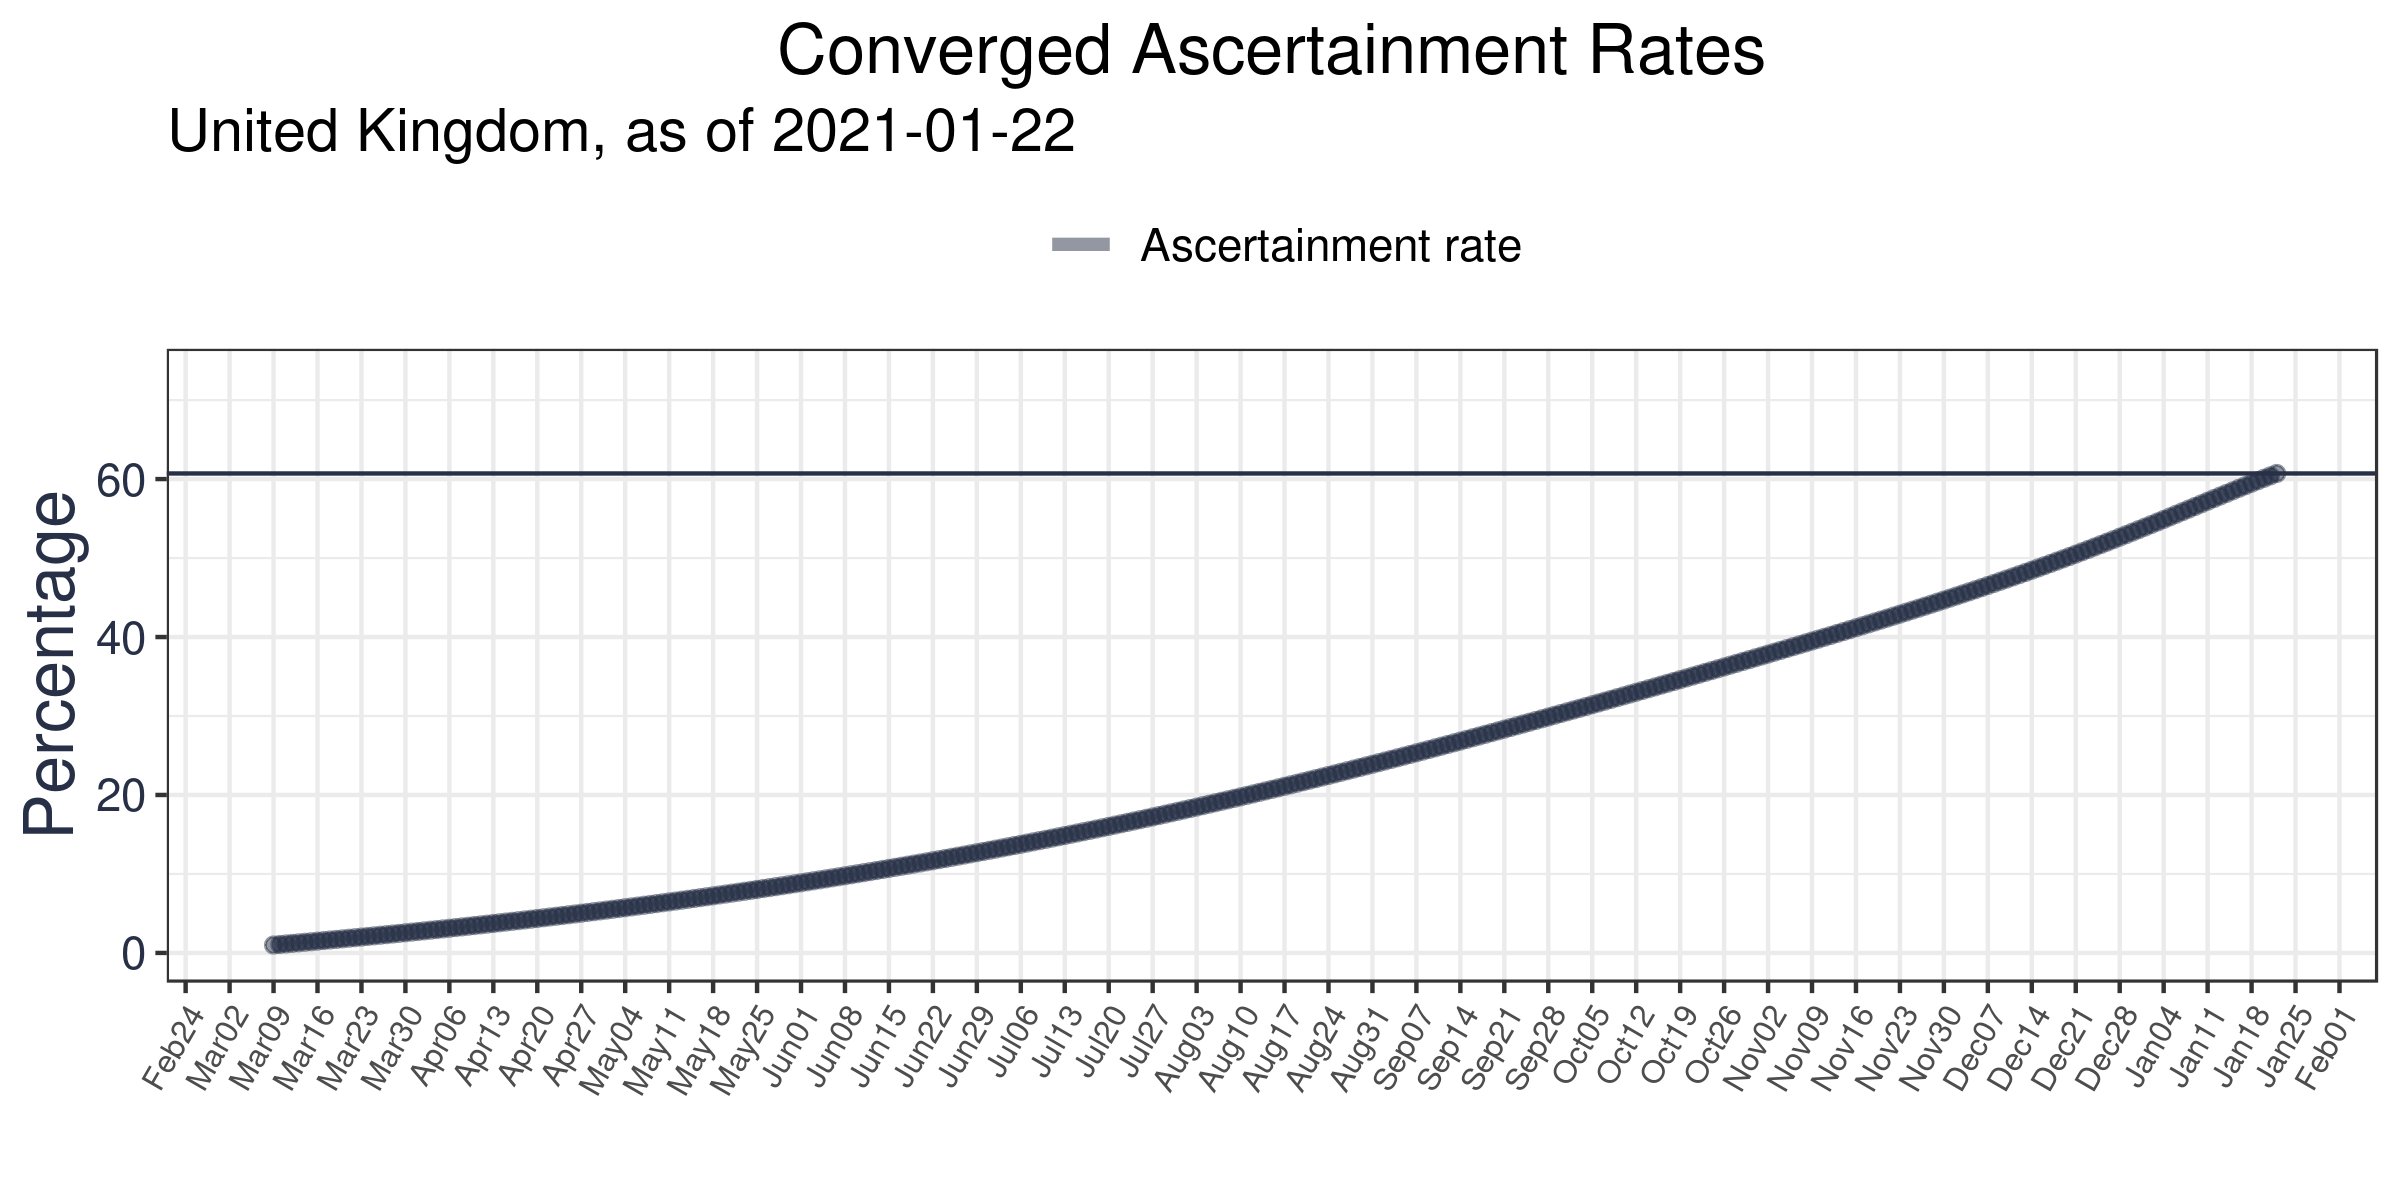 Converged Ascertainment Rates
United Kingdom, as of 2021-01-22
Ascertainment rate
Percentage
60
40
20
0
Feb24 Mar02 Mar09 Mar16 Mar23 Mar30 Apr06 Apr13 Apr20 Apr27 May04 May11 May18 May25 Jun01 Jun08 Jun15 Jun22 Jun29 Jul06 Jul13 Jul20 Jul27 Aug03 Aug10 Aug17 Aug24 Aug31 Sep07 Sep14 Sep21 Sep28 Oct05 Oct12 Oct19 Oct26 Nov02 Nov09 Nov16 Nov23 Nov30 Dec07 Dec14 Dec21 Dec28 Jan04 Jan11 Jan18 Jan25 Feb01